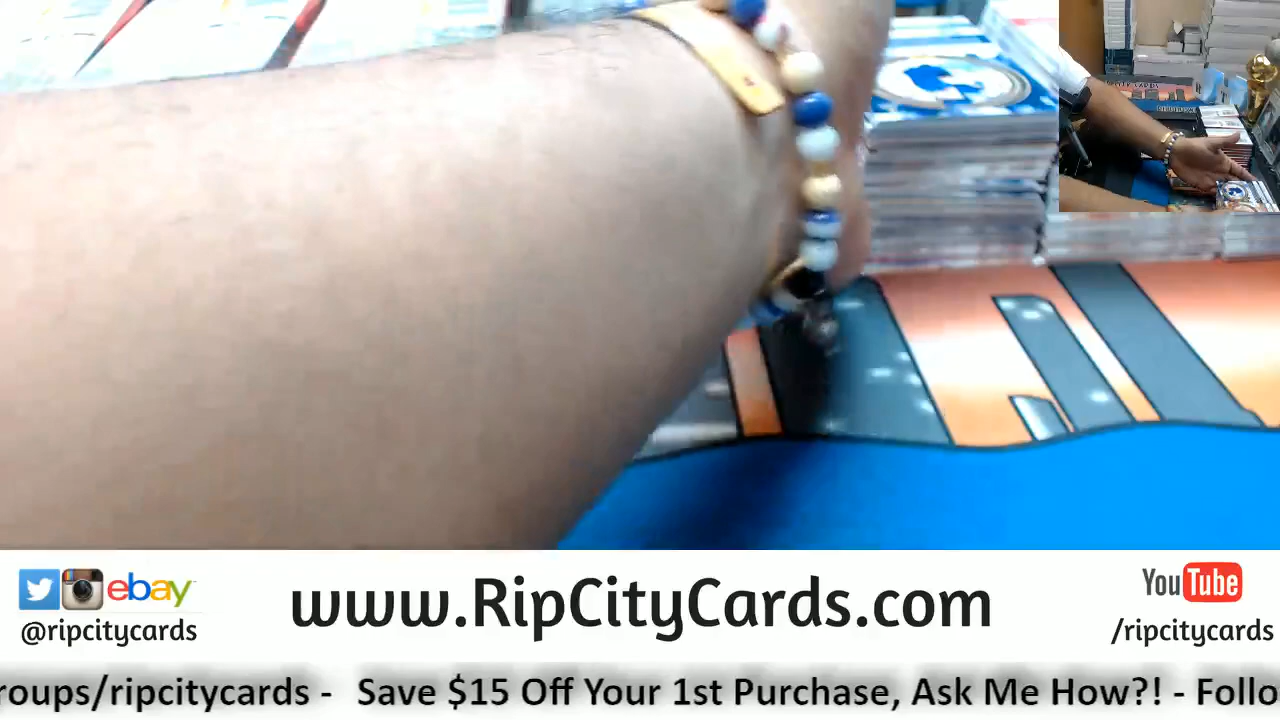 ebay
@ripcitycards
www.RipCityCards.com
YouTube
/ripcitycards
roups/ripcitycards - Save $15 Off Your 1st Purchase, Ask Me How?! - Follo